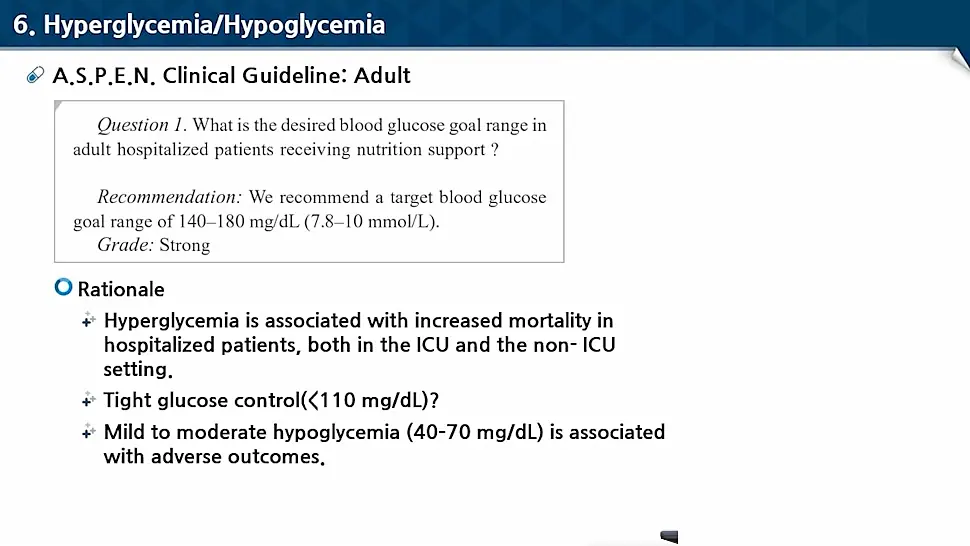 6. Hyperglycemia/Hypoglycemia
A.S.P.E.N. Clinical Guideline: Adult
Question 1. What is the desired blood glucose goal range in
adult hospitalized patients receiving nutrition support ?
Recommendation: We recommend a target blood glucose
goal range of 140–180 mg/dL (7.8–10 mmol/L).
Grade: Strong
Rationale
Hyperglycemia is associated with increased mortality in
hospitalized patients, both in the ICU and the non- ICU
setting.
Tight glucose control(<110 mg/dL)?
Mild to moderate hypoglycemia (40-70 mg/dL) is associated
with adverse outcomes.